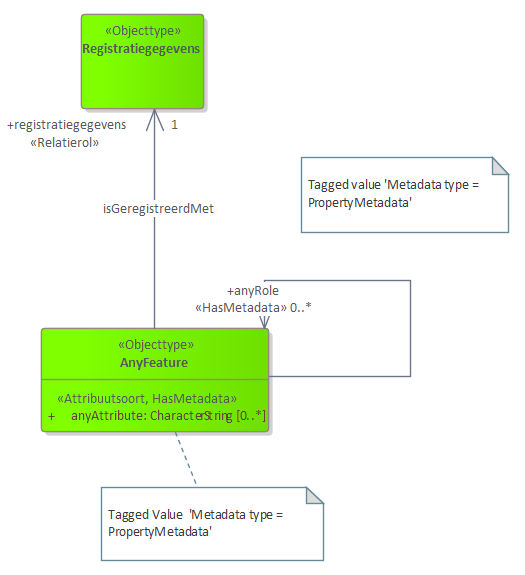 «Objecttype»
Registratiegegevens
+registratiegegevens 1
«Relatierol»
isGeregistreerdMet
Tagged value 'Metadata type =
PropertyMetadata'
+anyRole
«HasMetadata» 0..*
«Objecttype»
AnyFeature
«Attribuutsoort, HasMetadata»
+ anyAttribute: CharacterString [0..*]
Tagged Value 'Metadata type =
PropertyMetadata'